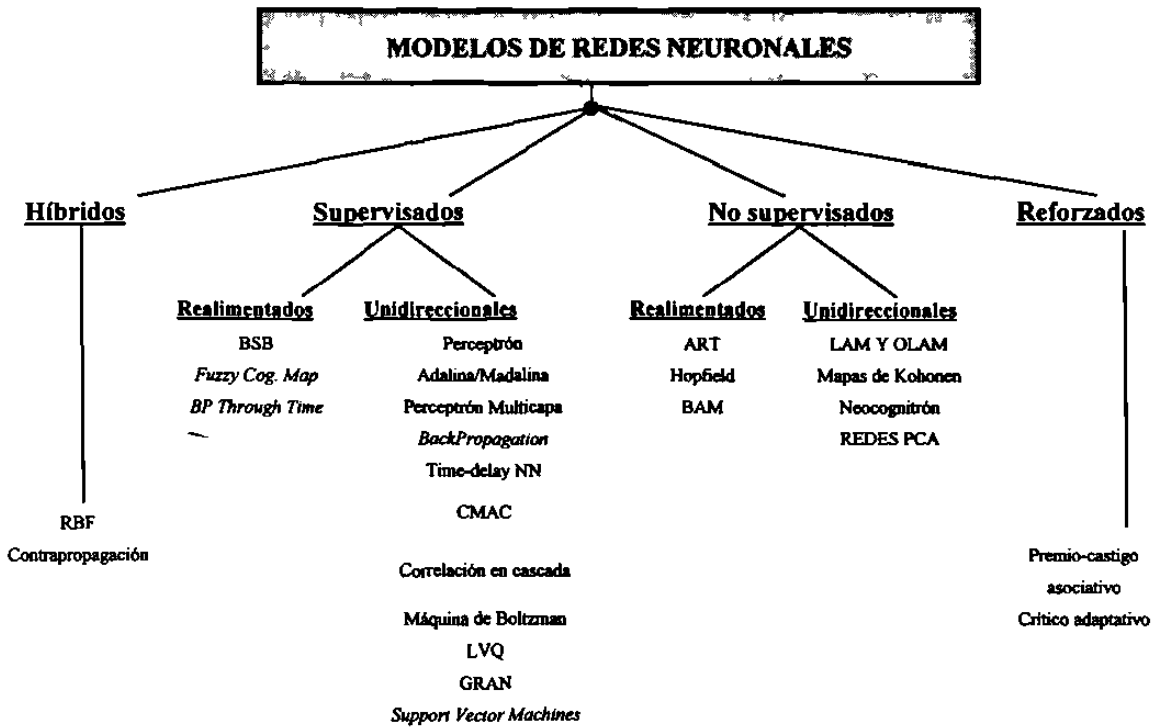 MODELOS DE REDES NEURONALES
Híbridos
Supervisados
No supervisados
Reforzados
Realimentados
BSB
Fuzzy Cog. Map
BP Through Time
Unidireccionales
Perceptrón
Adalina/Madalina
Perceptrón Multicapa
BackPropagation
Time-delay NN
CMAC
Correlación en cascada
Máquina de Boltzman
LVQ
GRAN
Support Vector Machines
Realimentados
ART
Hopfield
BAM
Unidireccionales
LAM Y OLAM
Mapas de Kohonen
Neocognitrón
REDES PCA
RBF
Contrapropagación
Premio-castigo
asociativo
Crítico adaptativo